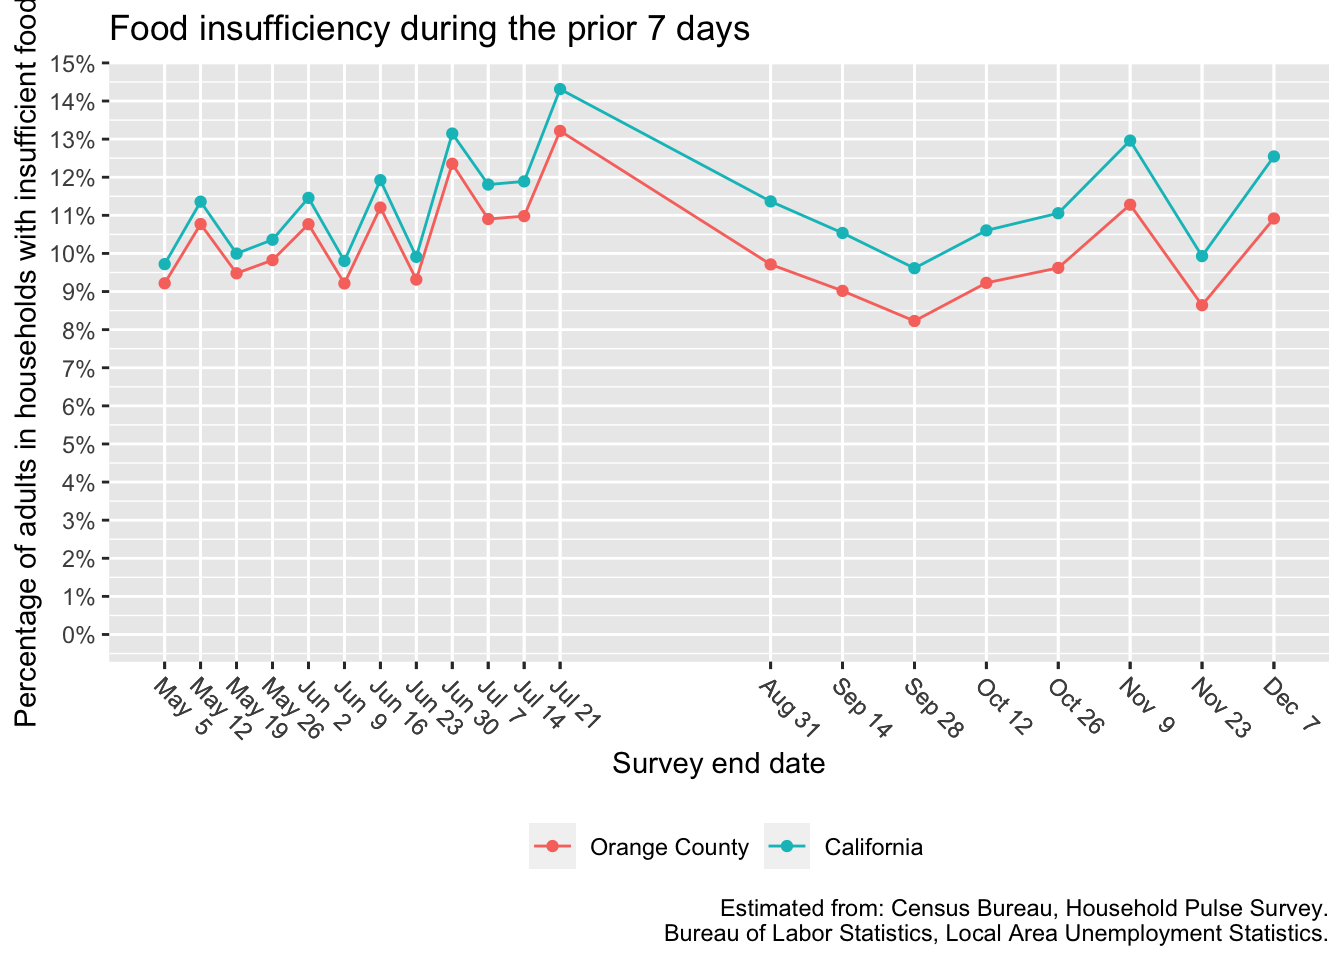 Food insufficiency during the prior 7 days
Percentage of adults in households with insufficient food
15%
14%
13%
12%
11%
10%
9%
8%
7%
6%
5%
4%
3%
2%
1%
0%
May 5
May 12
May 19
May 26
Jun 2
Jun 9
Jun 16
Jun 23
Jun 30
Jul 7
Jul 14
Jul 21
Aug 31
Sep 14
Sep 28
Oct 12
Oct 26
Nov 9
Nov 23
Dec 7
Survey end date
Orange County
California
Estimated from: Census Bureau, Household Pulse Survey.
Bureau of Labor Statistics, Local Area Unemployment Statistics.